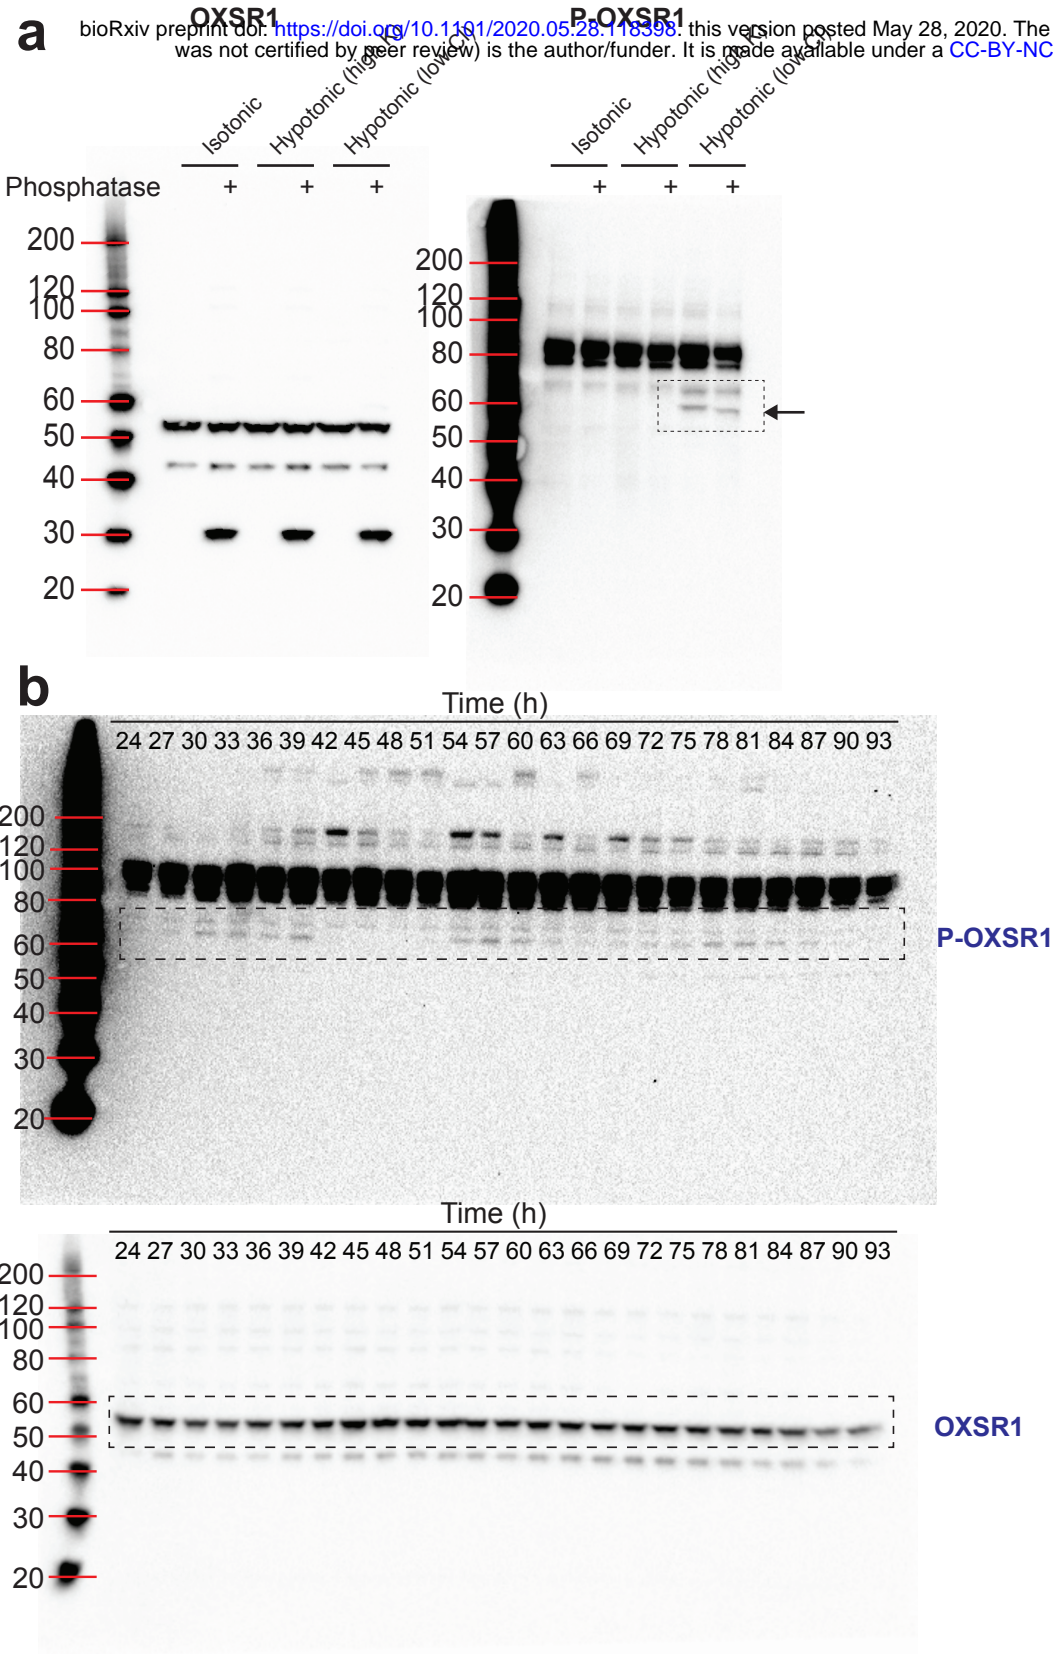 a
bioRxiv preprint doi: https://doi.org/10.1101/2020.05.28.118398; this version posted May 28, 2020. The
was not certified by peer review) is the author/funder. It is made available under a CC-BY-NC
OXSR1
P-OXSR1
Isotonic
Hypotonic (high K
Hypotonic (low Cl
Isotonic
Hypotonic (high K
Hypotonic (low Cl
Phosphatase + + +
+ + +
200
120
100
80
60
50
40
30
20
200
120
100
80
60
50
40
30
20
b
Time (h)
24 27 30 33 36 39 42 45 48 51 54 57 60 63 66 69 72 75 78 81 84 87 90 93
200
120
100
80
60
50
40
30
20
P-OXSR1
Time (h)
24 27 30 33 36 39 42 45 48 51 54 57 60 63 66 69 72 75 78 81 84 87 90 93
200
120
100
80
60
50
40
30
20
OXSR1